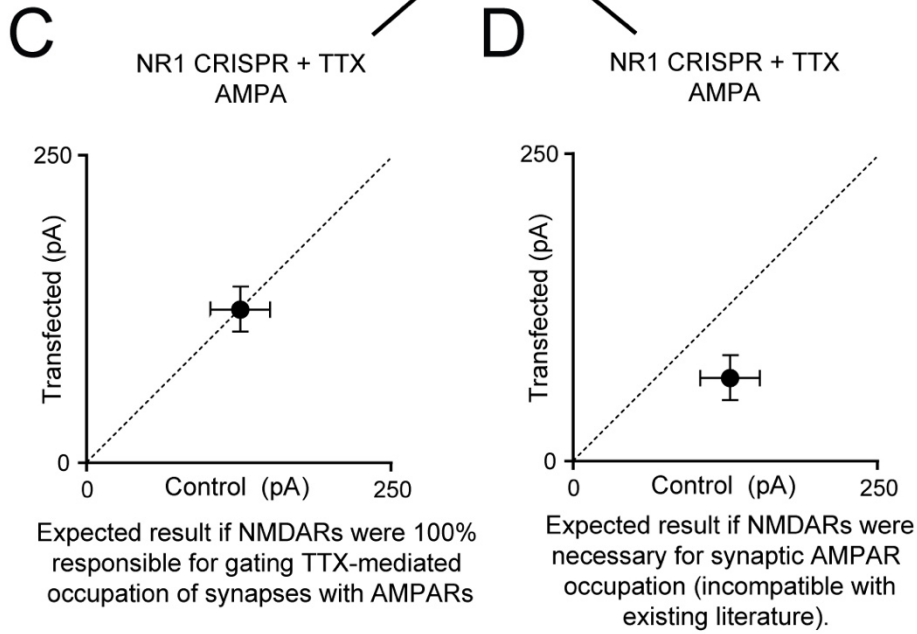 C
NR1 CRISPR + TTX
AMPA
250
Transfected (pA)
0
0
Control (pA)
250
Expected result if NMDARs were 100%
responsible for gating TTX-mediated
occupation of synapses with AMPARs
D
NR1 CRISPR + TTX
AMPA
250
Transfected (pA)
0
0
Control (pA)
250
Expected result if NMDARs were
necessary for synaptic AMPAR
occupation (incompatible with
existing literature).